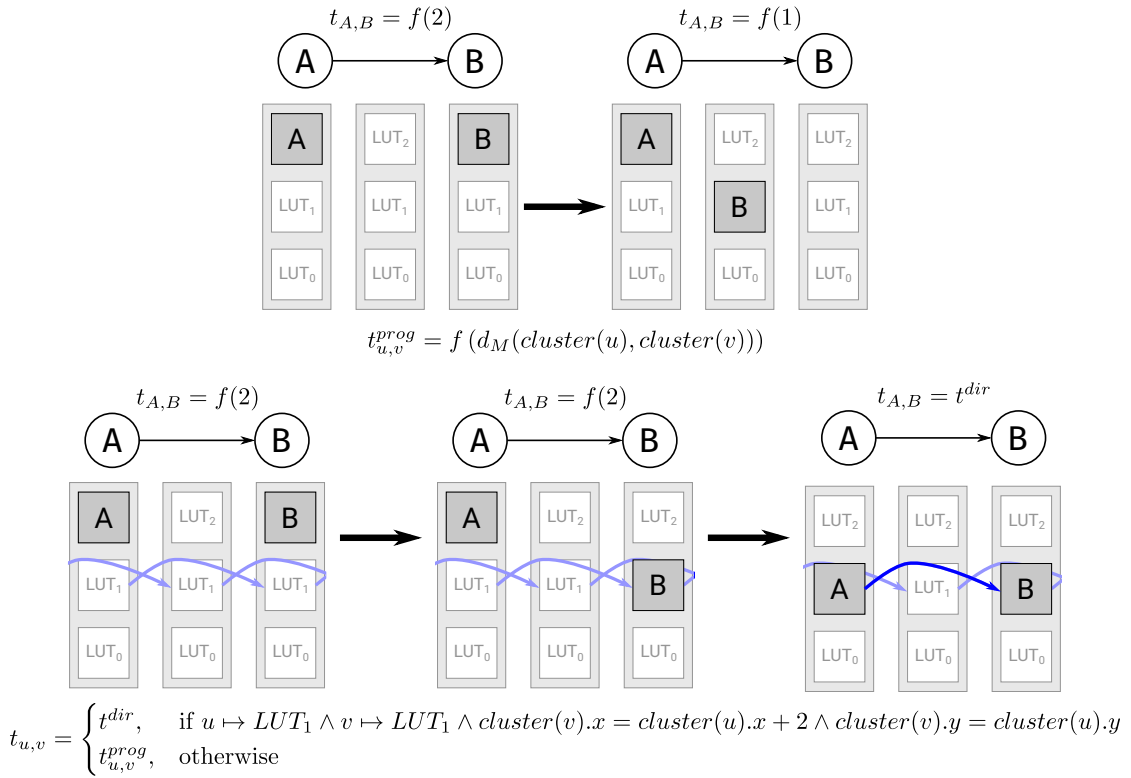 t_{A,B} = f(2) t_{A,B} = f(1)
A B A B
A LUT₂ B A LUT₂ LUT₂
LUT₁ LUT₁ LUT₁ LUT₁ B LUT₁
LUT₀ LUT₀ LUT₀ LUT₀ LUT₀ LUT₀
t^{prog}_{u,v} = f (d_M(cluster(u), cluster(v)))
t_{A,B} = f(2) t_{A,B} = f(2) t_{A,B} = t^{dir}
A B A B A B
A LUT₂ B A LUT₂ LUT₂ LUT₂ LUT₂ LUT₂
LUT₁ LUT₁ LUT₁ LUT₁ LUT₁ B A LUT₁ B
LUT₀ LUT₀ LUT₀ LUT₀ LUT₀ LUT₀ LUT₀ LUT₀ LUT₀
t_{u,v} = { t^{dir}, if u ↦ LUT₁ ∧ v ↦ LUT₁ ∧ cluster(v).x = cluster(u).x + 2 ∧ cluster(v).y = cluster(u).y
t^{prog}_{u,v}, otherwise